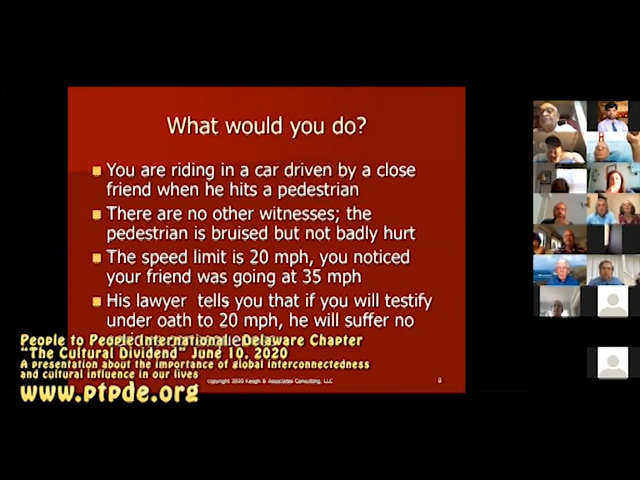 What would you do?
You are riding in a car driven by a close
friend when he hits a pedestrian
There are no other witnesses; the
pedestrian is bruised but not badly hurt
The speed limit is 20 mph, you noticed
your friend was going at 35 mph
His lawyer tells you that if you will testify
under oath to 20 mph, he will suffer no
People to People International - Delaware Chapter
"The Cultural Dividend" June 10, 2020
A presentation about the importance of global interconnectedness
and cultural influence in our lives
www.ptpde.org
copyright 2020 Keogh & Associates Consulting, LLC